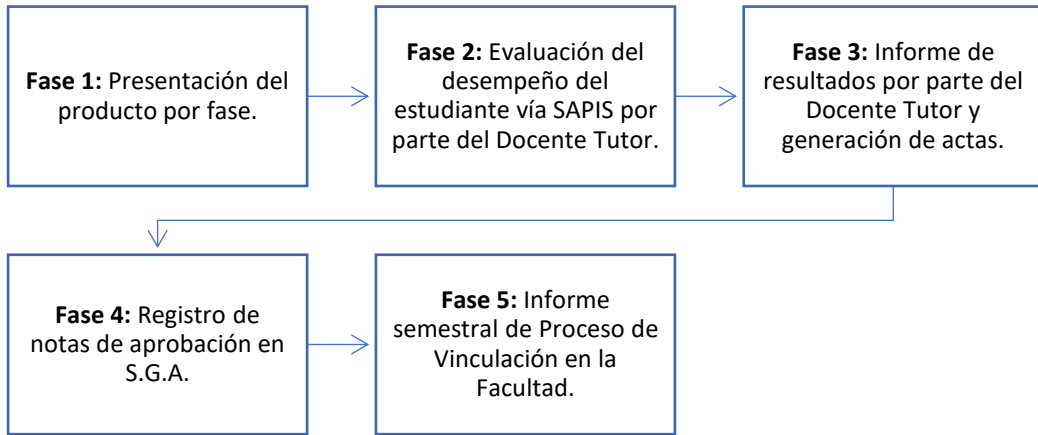 Fase 1: Presentación del
producto por fase.
Fase 2: Evaluación del
desempeño del
estudiante vía SAPIS por
parte del Docente Tutor.
Fase 3: Informe de
resultados por parte del
Docente Tutor y
generación de actas.
Fase 4: Registro de
notas de aprobación en
S.G.A.
Fase 5: Informe
semestral de Proceso de
Vinculación en la
Facultad.